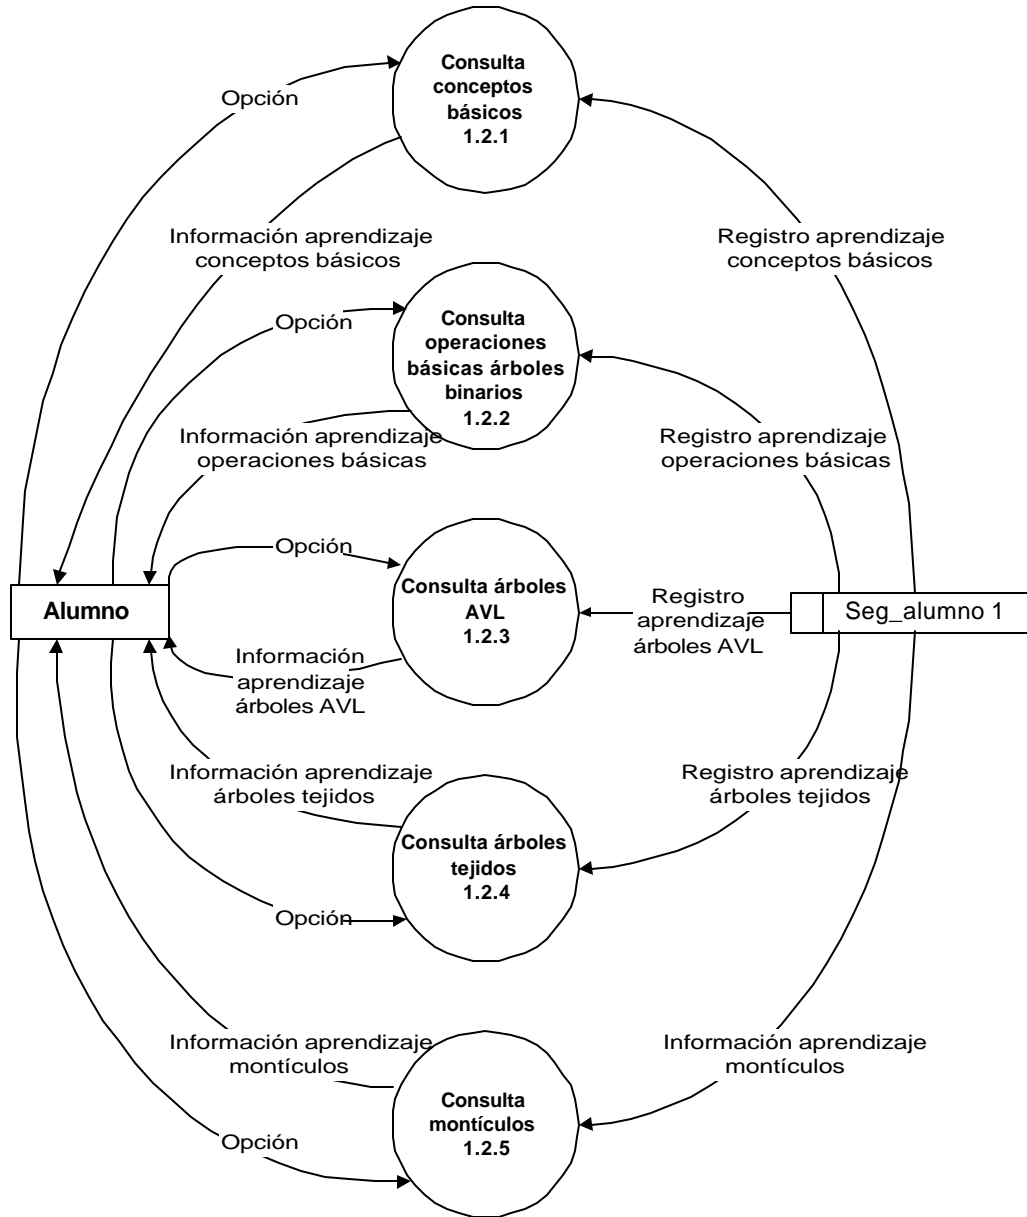 Consulta
conceptos
básicos
1.2.1
Opción
Información aprendizaje
conceptos básicos
Registro aprendizaje
conceptos básicos
Consulta
operaciones
básicas árboles
binarios
1.2.2
Opción
Información aprendizaje
operaciones básicas
Registro aprendizaje
operaciones básicas
Opción
Consulta árboles
AVL
1.2.3
Alumno
Registro
aprendizaje
árboles AVL
Seg_alumno 1
Información
aprendizaje
árboles AVL
Información aprendizaje
árboles tejidos
Registro aprendizaje
árboles tejidos
Consulta árboles
tejidos
1.2.4
Opción
Información aprendizaje
montículos
Información aprendizaje
montículos
Consulta
montículos
1.2.5
Opción